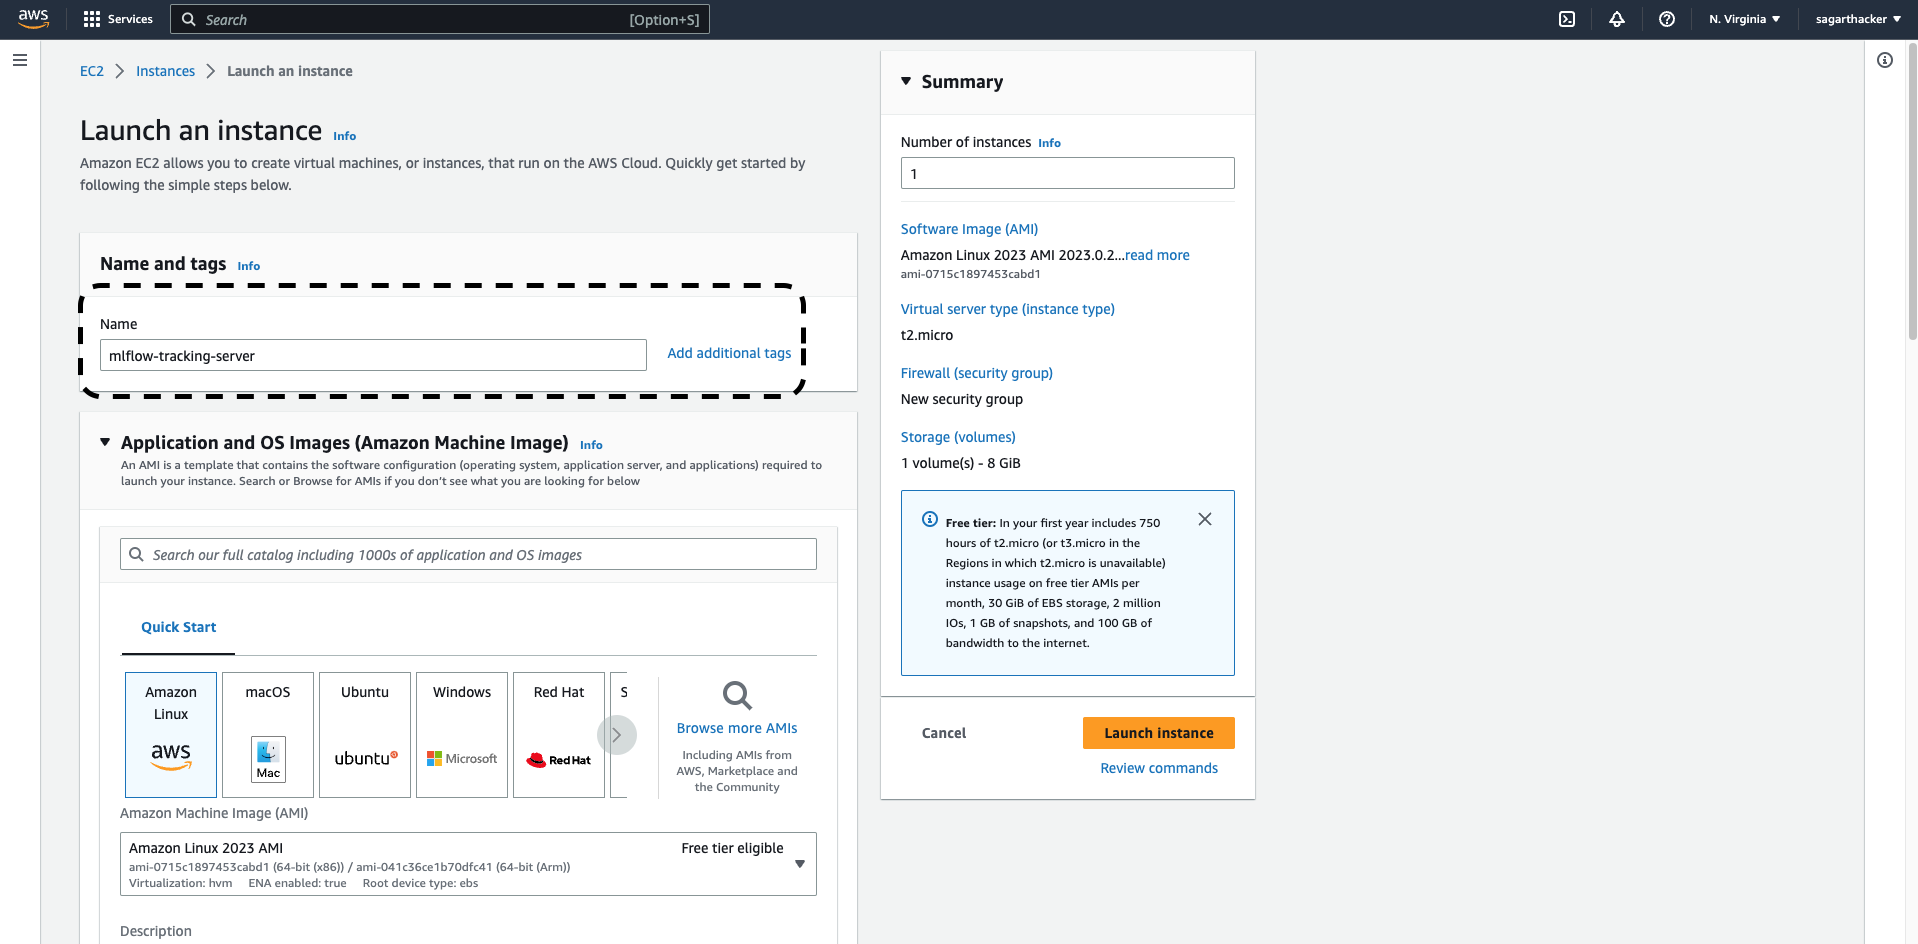 aws
Services
Search
[Option+S]
N. Virginia
sagarthacker
EC2
Instances
Launch an instance
Launch an instance Info
Amazon EC2 allows you to create virtual machines, or instances, that run on the AWS Cloud. Quickly get started by
following the simple steps below.
Name and tags Info
Name
mlflow-tracking-server
Add additional tags
Application and OS Images (Amazon Machine Image) Info
An AMI is a template that contains the software configuration (operating system, application server, and applications) required to
launch your instance. Search or Browse for AMIs if you don’t see what you are looking for below
Search our full catalog including 1000s of application and OS images
Quick Start
Amazon
Linux
aws
macOS
Mac
Ubuntu
ubuntu
Windows
Microsoft
Red Hat
Red Hat
S
Browse more AMIs
Including AMIs from
AWS, Marketplace and
the Community
Amazon Machine Image (AMI)
Amazon Linux 2023 AMI
Free tier eligible
ami-0715c1897453cabd1 (64-bit (x86)) / ami-041c36ce1b70dfc41 (64-bit (Arm))
Virtualization: hvm ENA enabled: true Root device type: ebs
Description
Summary
Number of instances Info
1
Software Image (AMI)
Amazon Linux 2023 AMI 2023.0.2...read more
ami-0715c1897453cabd1
Virtual server type (instance type)
t2.micro
Firewall (security group)
New security group
Storage (volumes)
1 volume(s) - 8 GiB
Free tier: In your first year includes 750
hours of t2.micro (or t3.micro in the
Regions in which t2.micro is unavailable)
instance usage on free tier AMIs per
month, 30 GiB of EBS storage, 2 million
IOs, 1 GB of snapshots, and 100 GB of
bandwidth to the internet.
Cancel
Launch instance
Review commands